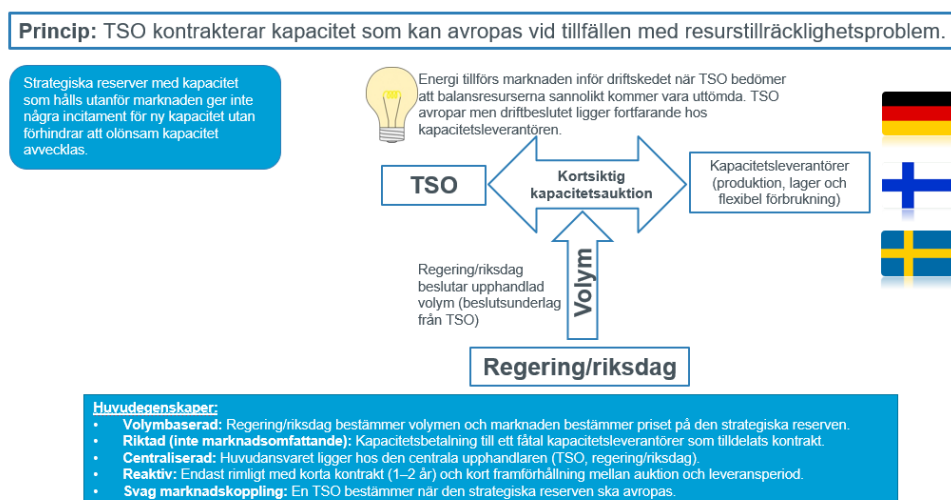 Princip: TSO kontrakterar kapacitet som kan avropas vid tillfällen med resurstillräcklighetsproblem.
Strategiska reserver med kapacitet
som hålls utanför marknaden ger inte
några incitament för ny kapacitet utan
förhindrar att olönsam kapacitet
avvecklas.
Energi tillförs marknaden inför driftskedet när TSO bedömer
att balansresurserna sannolikt kommer vara uttömda. TSO
avropar men driftbeslutet ligger fortfarande hos
kapacitetsleverantören.
TSO
Kortsiktig
kapacitetsauktion
Kapacitetsleverantörer
(produktion, lager och
flexibel förbrukning)
Regering/riksdag
beslutar upphandlad
volym (beslutsunderlag
från TSO)
Volym
Regering/riksdag
Huvudegenskaper:
• Volymbaserad: Regering/riksdag bestämmer volymen och marknaden bestämmer priset på den strategiska reserven.
• Riktad (inte marknadsomfattande): Kapacitetsbetalning till ett fåtal kapacitetsleverantörer som tilldelats kontrakt.
• Centraliserad: Huvudansvaret ligger hos den centrala upphandlaren (TSO, regering/riksdag).
• Reaktiv: Endast rimligt med korta kontrakt (1–2 år) och kort framförhållning mellan auktion och leveransperiod.
• Svag marknadskoppling: En TSO bestämmer när den strategiska reserven ska avropas.